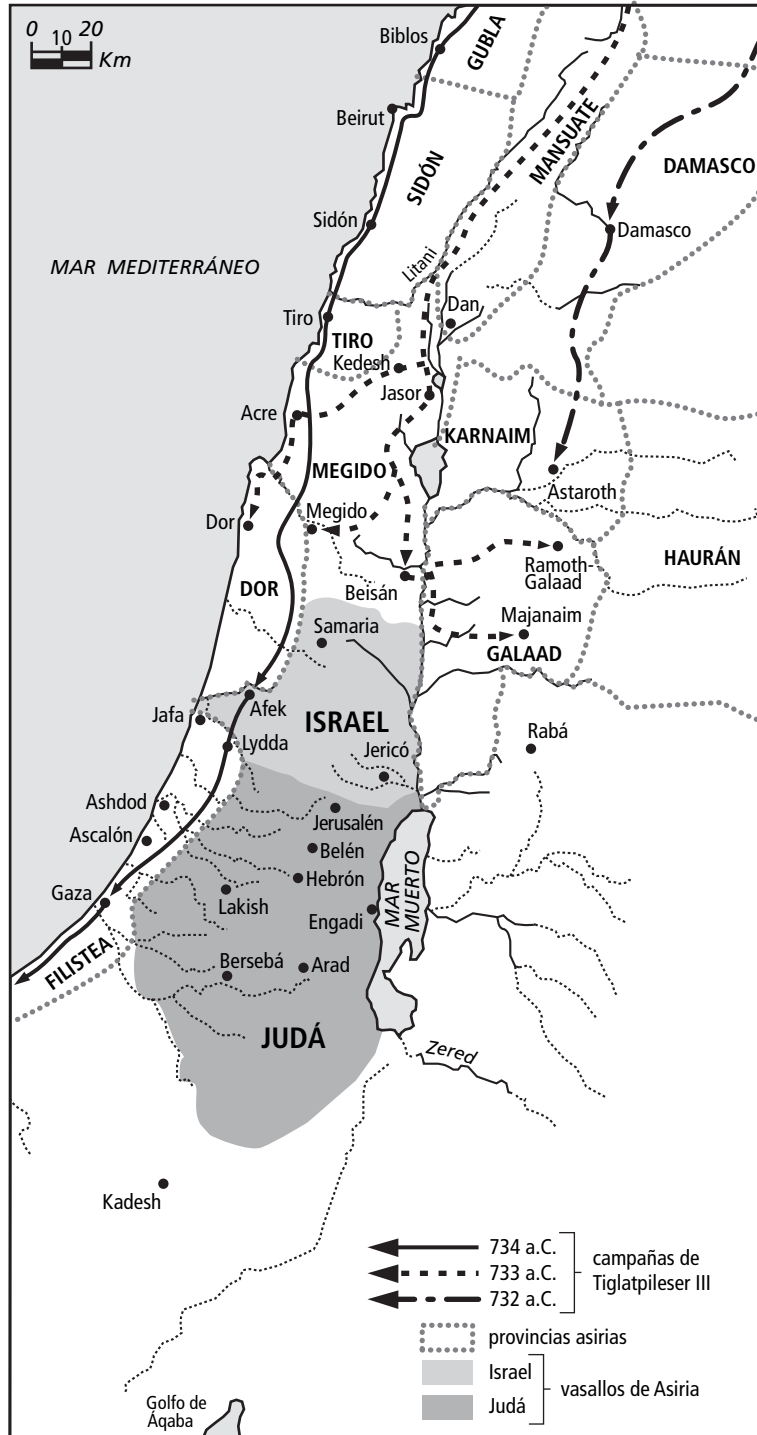 0 10 20
Km
Biblos
GUBLA
Beirut
MANSUATE
SIDÓN
DAMASCO
Sidón
Damasco
MAR MEDITERRÁNEO
Litani
Dan
Tiro
TIRO
Kedesh
Jasor
Acre
KARNAIM
MEGIDO
Astaroth
Dor
Megido
Ramoth-
Galaad
HAURÁN
Beisán
DOR
Majanaim
Samaria
GALAAD
Afek
Jafa
ISRAEL
Rabá
Lydda
Jericó
Ashdod
Jerusalén
Ascalón
Belén
Hebrón
Gaza
Lakish
MAR
MUERTO
Engadi
FILISTEA
Bersebá
Arad
JUDÁ
Zered
Kadesh
734 a.C.
733 a.C.
732 a.C.
campañas de
Tiglatpileser III
provincias asirias
Israel
Judá
vasallos de Asiria
Golfo de
Áqaba